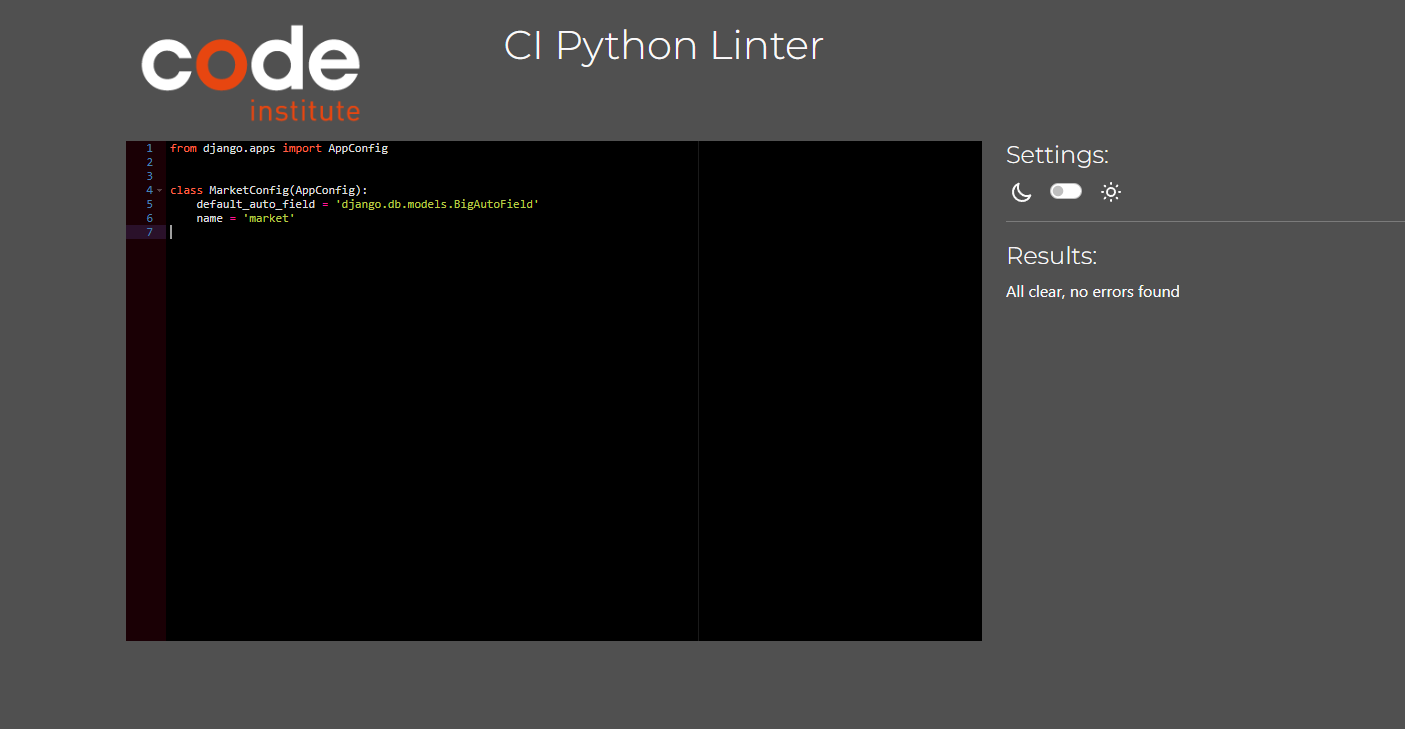 code
institute
CI Python Linter
1 from django.apps import AppConfig
2
3
4 class MarketConfig(AppConfig):
5     default_auto_field = 'django.db.models.BigAutoField'
6     name = 'market'
7
Settings:
Results:
All clear, no errors found